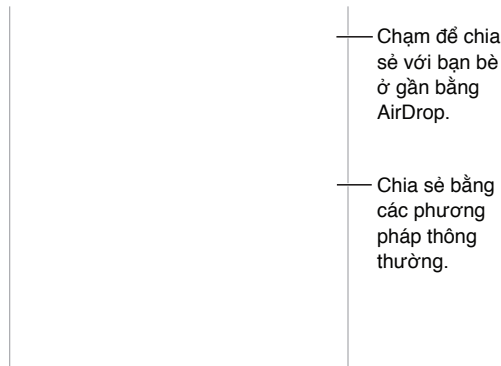 Chạm để chia
sẻ với bạn bè
ở gần bằng
AirDrop.
Chia sẻ bằng
các phương
pháp thông
thường.